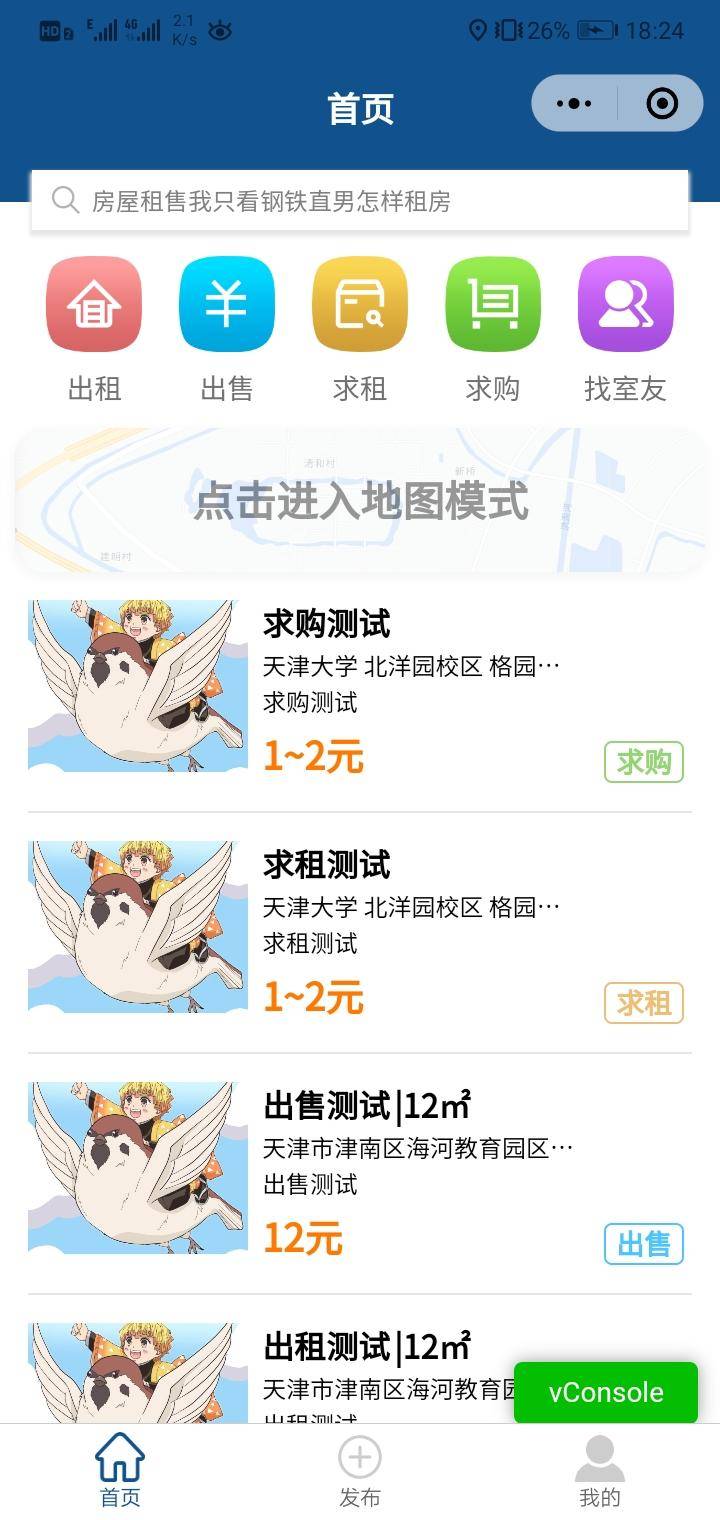 HD 2 E 4G 2.1 K/s 26% 18:24
首页
房屋租售我只看钢铁直男怎样租房
出租 出售 求租 求购 找室友
清和村
新桥
点击进入地图模式
建明村
求购测试
天津大学 北洋园校区 格园…
求购测试
1~2元
求购
求租测试
天津大学 北洋园校区 格园…
求租测试
1~2元
求租
出售测试|12㎡
天津市津南区海河教育园区…
出售测试
12元
出售
出租测试|12㎡
天津市津南区海河教育园
出租测试
vConsole
首页 发布 我的